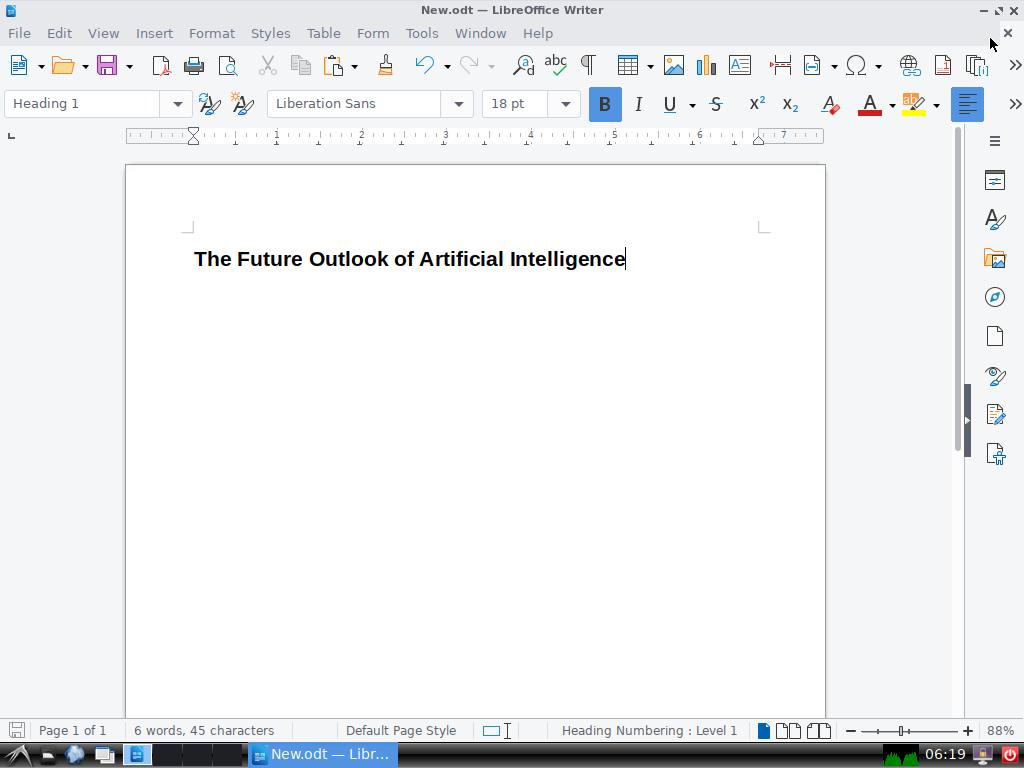 New.odt — LibreOffice Writer
File Edit View Insert Format Styles Table Form Tools Window Help
Heading 1 Liberation Sans 18 pt
1 2 3 4 5 6 7
The Future Outlook of Artificial Intelligence
Page 1 of 1 6 words, 45 characters Default Page Style Heading Numbering : Level 1 88%
New.odt — Libr... 06:19